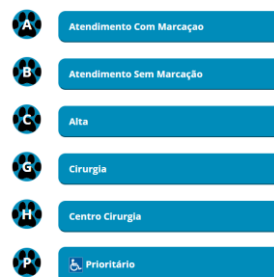 A Atendimento Com Marcaçao
B Atendimento Sem Marcação
C Alta
G Cirurgia
H Centro Cirurgia
P Prioritário